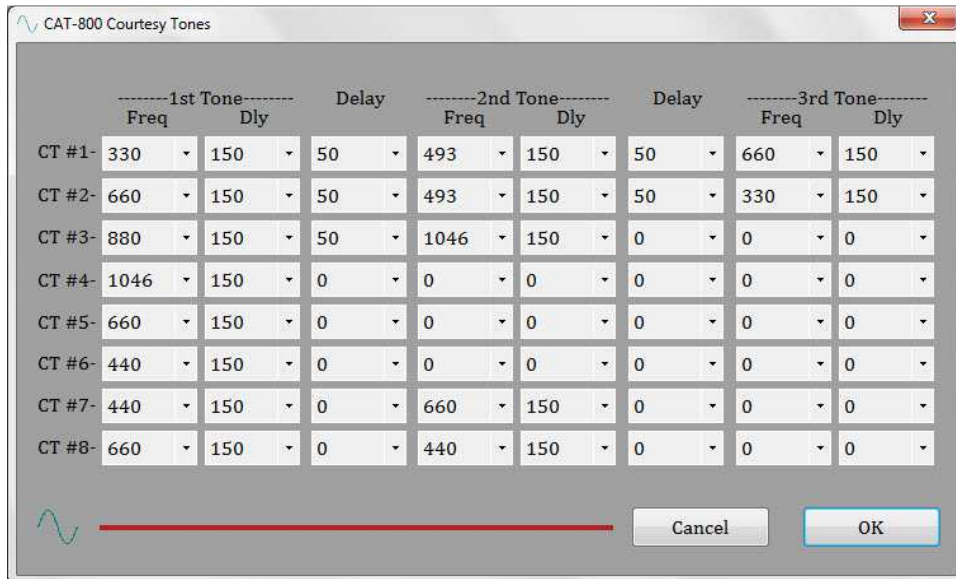 CAT-800 Courtesy Tones
--------1st Tone-------- Delay --------2nd Tone-------- Delay --------3rd Tone--------
Freq Dly Freq Dly Freq Dly
CT #1- 330 150 50 493 150 50 660 150
CT #2- 660 150 50 493 150 50 330 150
CT #3- 880 150 50 1046 150 0 0 0
CT #4- 1046 150 0 0 0 0 0 0
CT #5- 660 150 0 0 0 0 0 0
CT #6- 440 150 0 0 0 0 0 0
CT #7- 440 150 0 660 150 0 0 0
CT #8- 660 150 0 440 150 0 0 0
Cancel OK